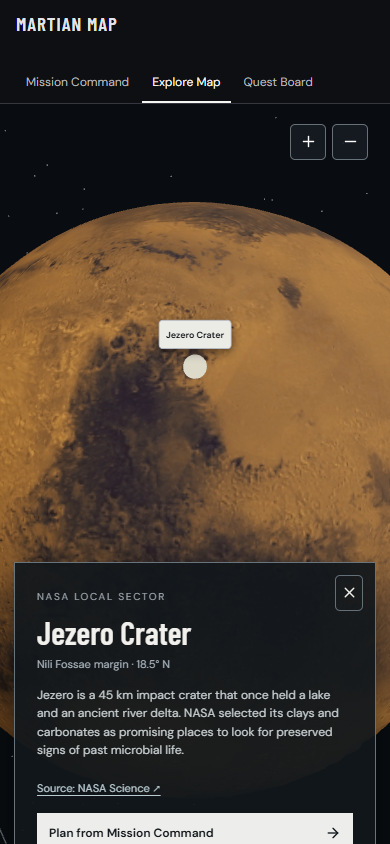 MARTIAN MAP
Mission Command Explore Map Quest Board
Jezero Crater
NASA LOCAL SECTOR
Jezero Crater
Nili Fossae margin · 18.5° N
Jezero is a 45 km impact crater that once held a lake
and an ancient river delta. NASA selected its clays and
carbonates as promising places to look for preserved
signs of past microbial life.
Source: NASA Science ↗
Plan from Mission Command →